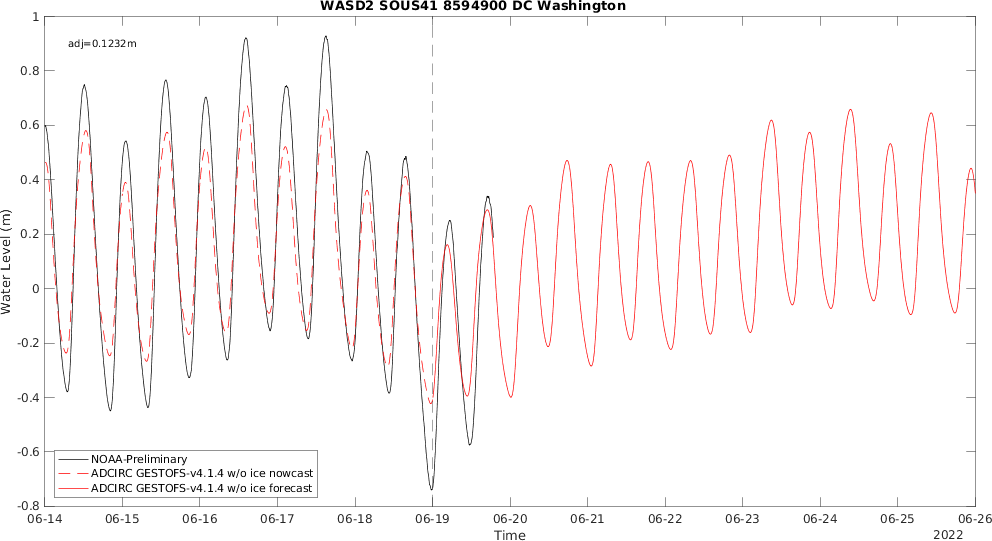 WASD2 SOUS41 8594900 DC Washington
adj=0.1232m
1
0.8
0.6
0.4
0.2
0
-0.2
-0.4
-0.6
-0.8
Water Level (m)
NOAA-Preliminary
ADCIRC GESTOFS-v4.1.4 w/o ice nowcast
ADCIRC GESTOFS-v4.1.4 w/o ice forecast
06-14 06-15 06-16 06-17 06-18 06-19 06-20 06-21 06-22 06-23 06-24 06-25 06-26
Time
2022